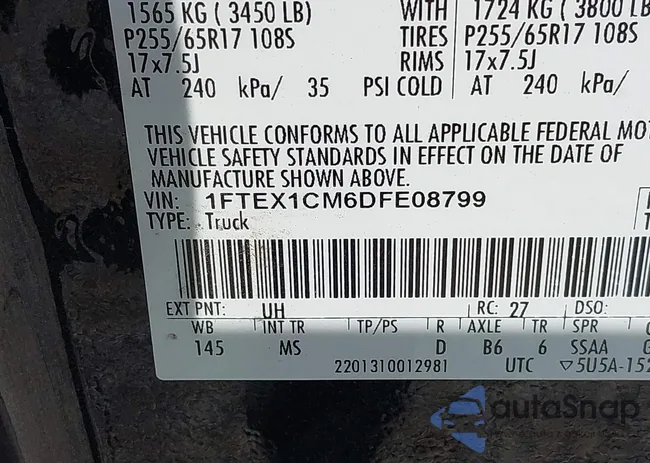 1565 KG ( 3450 LB) WITH 1724 KG ( 3800 LB
P255/65R17 108S TIRES P255/65R17 108S
17x7.5J RIMS 17x7.5J
AT 240 kPa/ 35 PSI COLD AT 240 kPa/
THIS VEHICLE CONFORMS TO ALL APPLICABLE FEDERAL MOT
VEHICLE SAFETY STANDARDS IN EFFECT ON THE DATE OF
MANUFACTURE SHOWN ABOVE.
VIN: 1FTEX1CM6DFE08799
TYPE: Truck
EXT PNT: UH RC: 27 DSO:
WB INT TR TP/PS R AXLE TR SPR
145 MS D B6 6 SSAA
2201310012981 UTC ▽5U5A-152
autoSnap